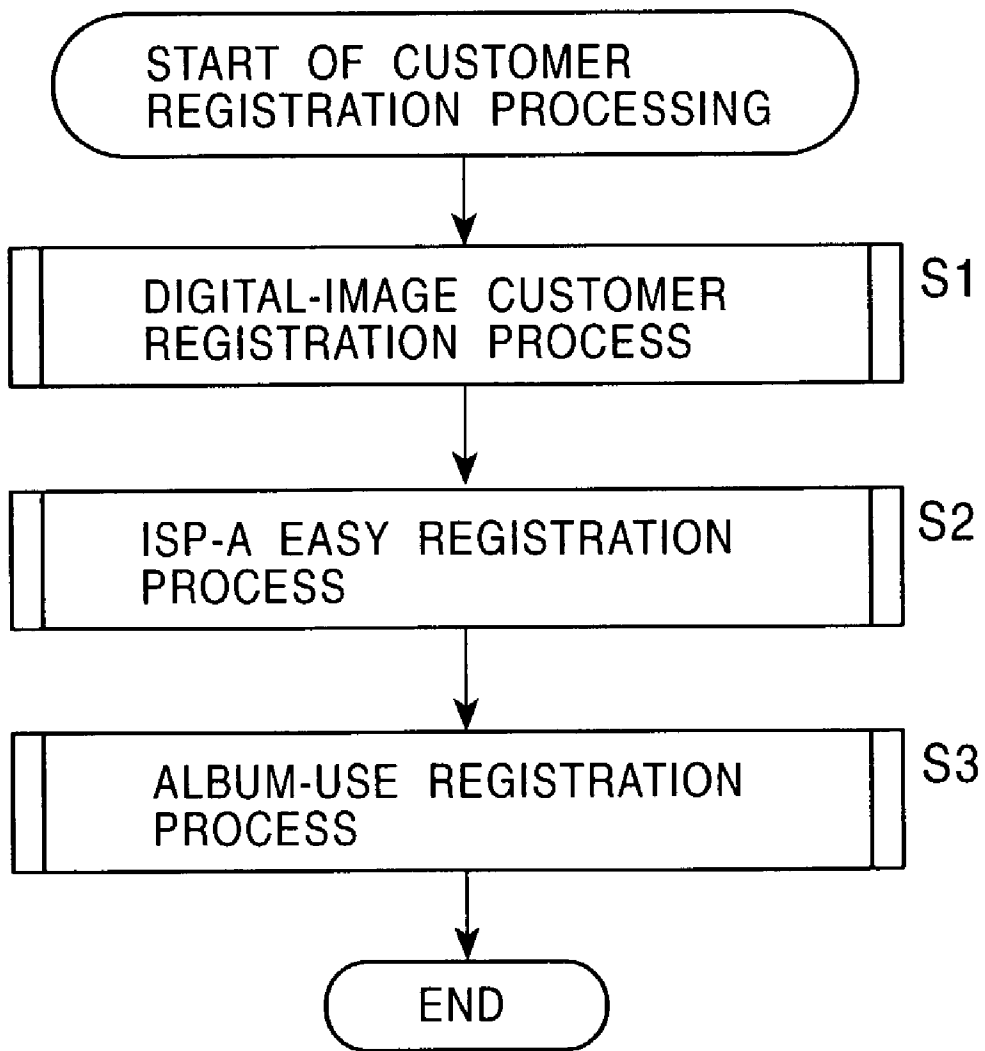 START OF CUSTOMER
REGISTRATION PROCESSING
DIGITAL-IMAGE CUSTOMER
REGISTRATION PROCESS
S1
ISP-A EASY REGISTRATION
PROCESS
S2
ALBUM-USE REGISTRATION
PROCESS
S3
END